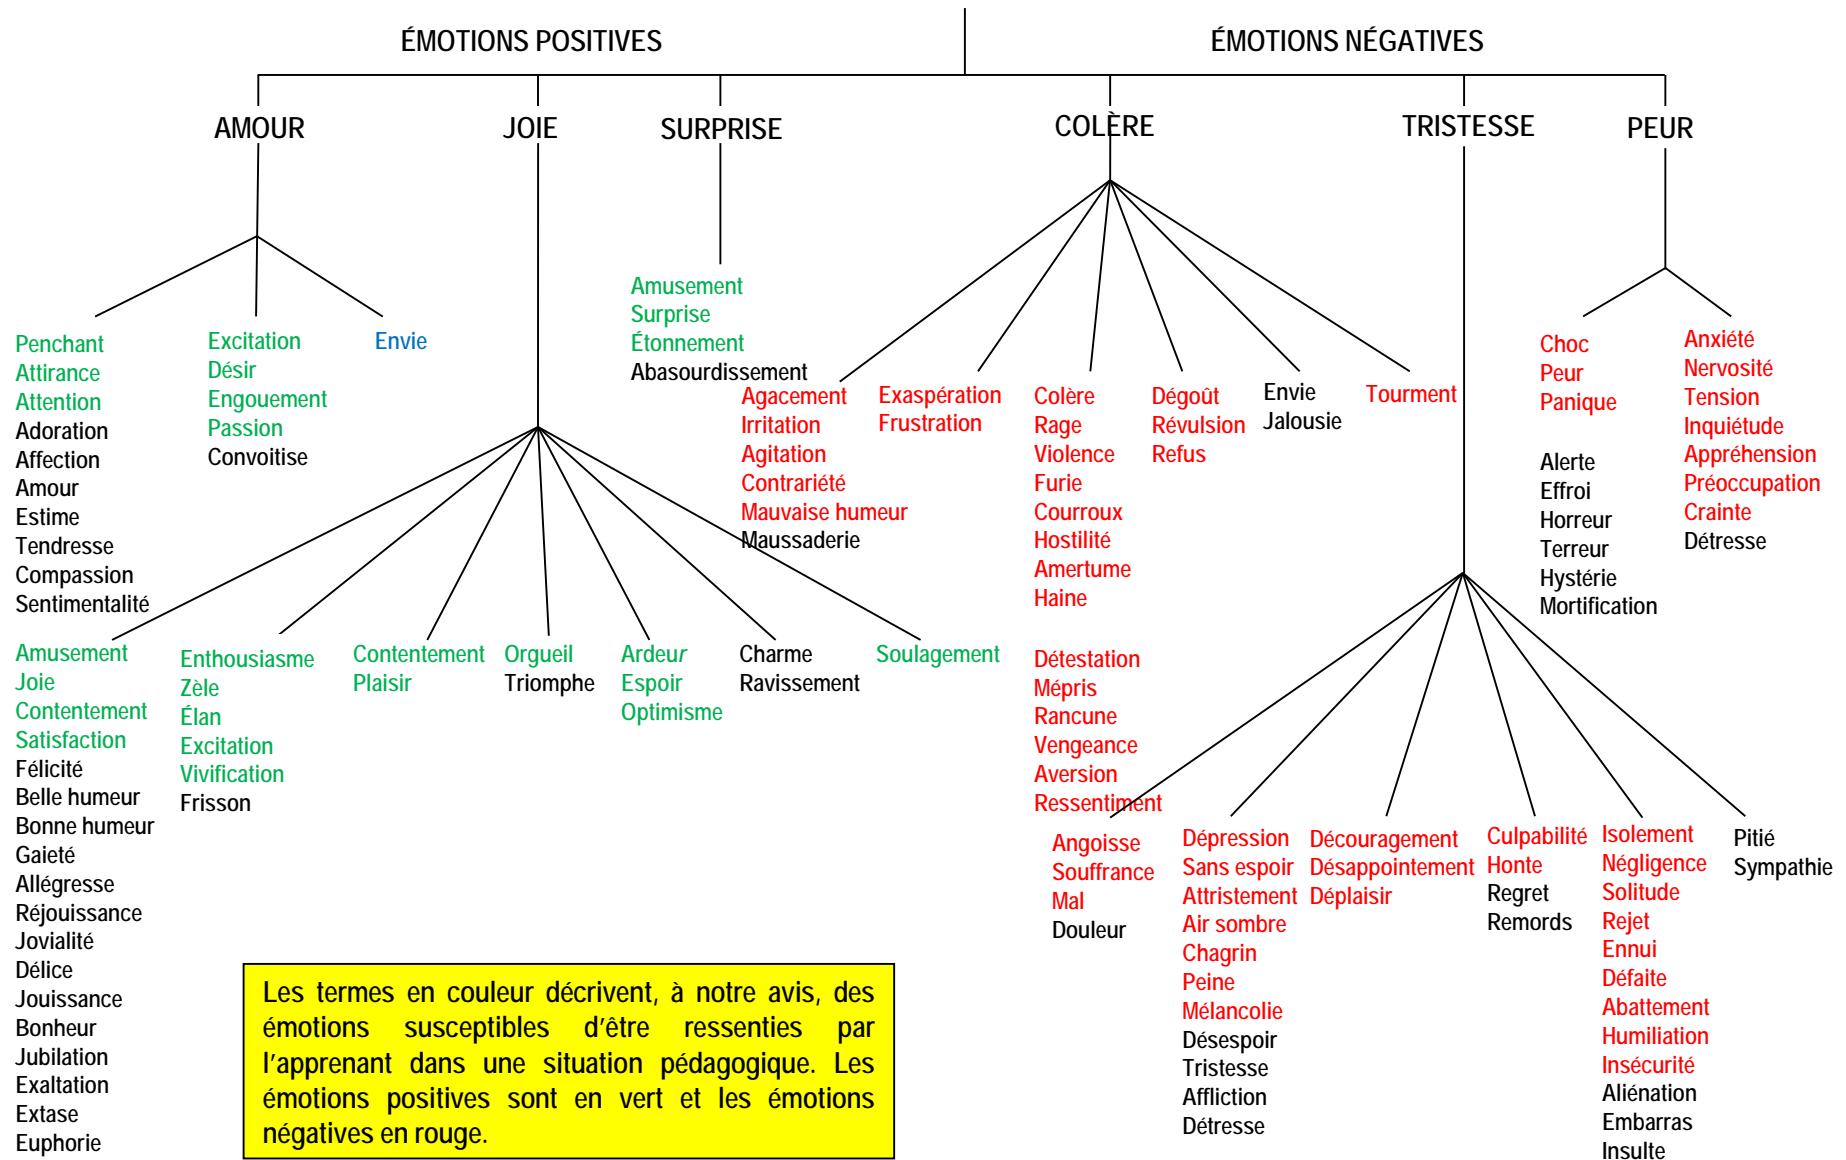 ÉMOTIONS POSITIVES
ÉMOTIONS NÉGATIVES
AMOUR
JOIE
SURPRISE
COLÈRE
TRISTESSE
PEUR
Penchant
Attirance
Attention
Adoration
Affection
Amour
Estime
Tendresse
Compassion
Sentimentalité
Excitation
Désir
Engouement
Passion
Convoitise
Envie
Amusement
Joie
Contentement
Satisfaction
Félicité
Belle humeur
Bonne humeur
Gaieté
Allégresse
Réjouissance
Jovialité
Délice
Jouissance
Bonheur
Jubilation
Exaltation
Extase
Euphorie
Enthousiasme
Zèle
Élan
Excitation
Vivification
Frisson
Contentement
Plaisir
Orgueil
Triomphe
Ardeur
Espoir
Optimisme
Charme
Ravissement
Soulagement
Amusement
Surprise
Étonnement
Abasourdissement
Agacement
Irritation
Agitation
Contrariété
Mauvaise humeur
Maussaderie
Exaspération
Frustration
Colère
Rage
Violence
Furie
Courroux
Hostilité
Amertume
Haine
Détestation
Mépris
Rancune
Vengeance
Aversion
Ressentiment
Dégoût
Révulsion
Refus
Envie
Jalousie
Tourment
Angoisse
Souffrance
Mal
Douleur
Dépression
Sans espoir
Attristement
Air sombre
Chagrin
Peine
Mélancolie
Désespoir
Tristesse
Affliction
Détresse
Découragement
Désappointement
Déplaisir
Culpabilité
Honte
Regret
Remords
Isolement
Négligence
Solitude
Rejet
Ennui
Défaite
Abattement
Humiliation
Insécurité
Aliénation
Embarras
Insulte
Pitié
Sympathie
Choc
Peur
Panique
Alerte
Effroi
Horreur
Terreur
Hystérie
Mortification
Anxiété
Nervosité
Tension
Inquiétude
Appréhension
Préoccupation
Crainte
Détresse
Les termes en couleur décrivent, à notre avis, des
émotions susceptibles d'être ressenties par
l'apprenant dans une situation pédagogique. Les
émotions positives sont en vert et les émotions
négatives en rouge.